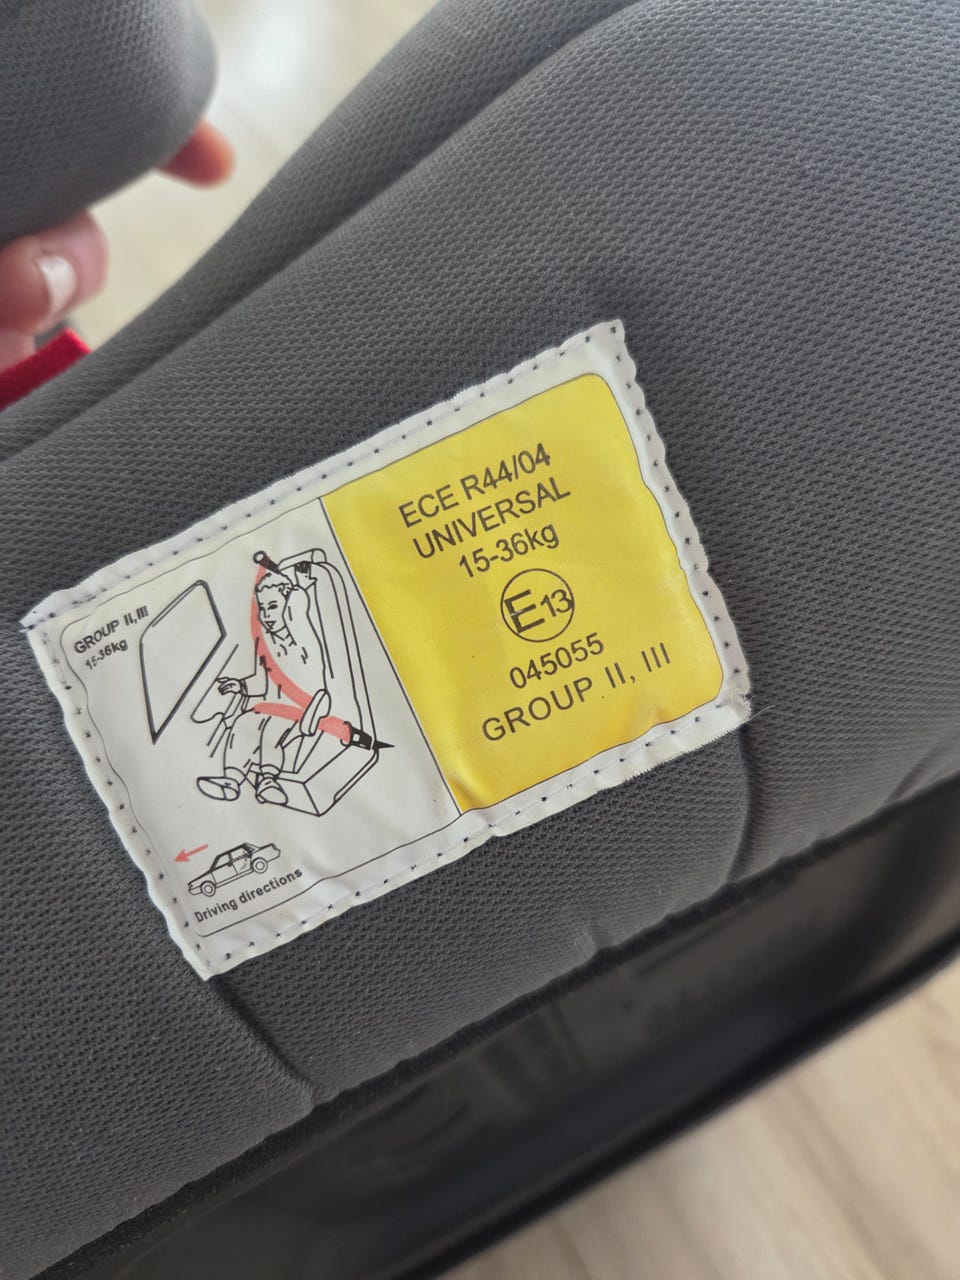 GROUP II,III
15-36kg
Driving directions
ECE R44/04
UNIVERSAL
15-36kg
E13
045055
GROUP II, III